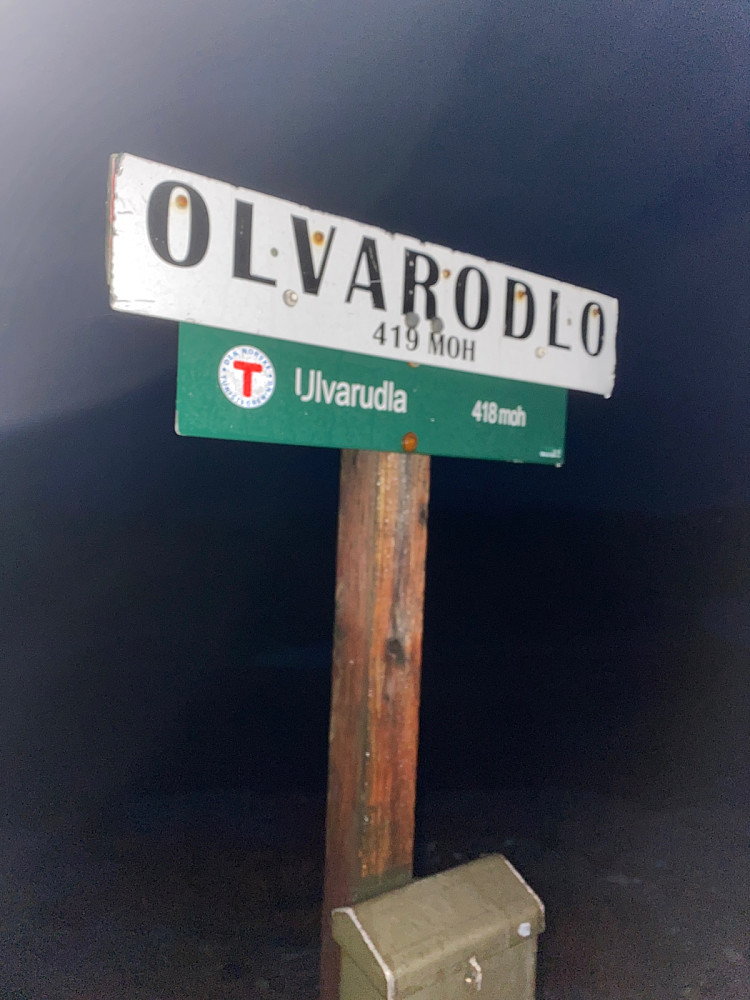 OLVARODLO
419 MOH
T
Ulvarudla
418 moh